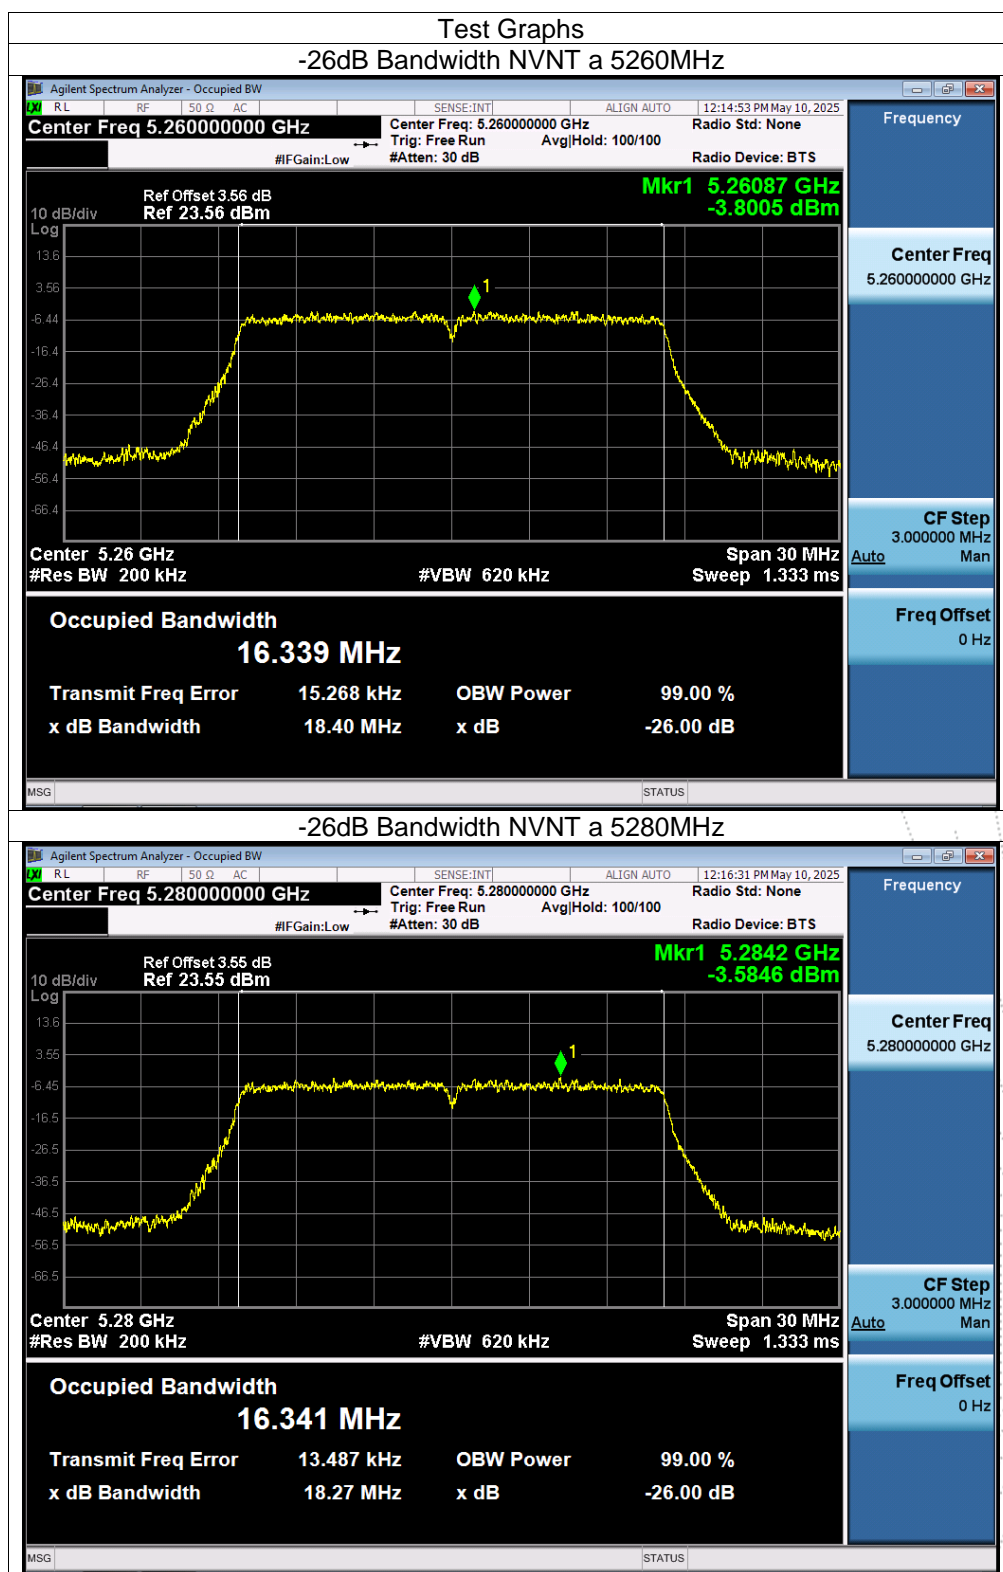 Test Graphs
-26dB Bandwidth NVNT a 5260MHz
Agilent Spectrum Analyzer - Occupied BW
LXI RL RF 50 Ω AC SENSE:INT ALIGN AUTO 12:14:53 PM May 10, 2025
Center Freq 5.260000000 GHz
Center Freq: 5.260000000 GHz
Radio Std: None
Trig: Free Run Avg|Hold: 100/100
#IFGain:Low
#Atten: 30 dB
Radio Device: BTS
Frequency
Mkr1 5.26087 GHz
-3.8005 dBm
Ref Offset 3.56 dB
10 dB/div Ref 23.56 dBm
Log
13.6
3.56
-6.44
-16.4
-26.4
-36.4
-46.4
-56.4
-66.4
1
Center Freq
5.260000000 GHz
CF Step
3.000000 MHz
Auto Man
Freq Offset
0 Hz
Center 5.26 GHz Span 30 MHz
#Res BW 200 kHz #VBW 620 kHz Sweep 1.333 ms
Occupied Bandwidth
16.339 MHz
Transmit Freq Error 15.268 kHz OBW Power 99.00 %
x dB Bandwidth 18.40 MHz x dB -26.00 dB
MSG STATUS
-26dB Bandwidth NVNT a 5280MHz
Agilent Spectrum Analyzer - Occupied BW
LXI RL RF 50 Ω AC SENSE:INT ALIGN AUTO 12:16:31 PM May 10, 2025
Center Freq 5.280000000 GHz
Center Freq: 5.280000000 GHz
Radio Std: None
Trig: Free Run Avg|Hold: 100/100
#IFGain:Low
#Atten: 30 dB
Radio Device: BTS
Frequency
Mkr1 5.2842 GHz
-3.5846 dBm
Ref Offset 3.55 dB
10 dB/div Ref 23.55 dBm
Log
13.6
3.55
-6.45
-16.5
-26.5
-36.5
-46.5
-56.5
-66.5
1
Center Freq
5.280000000 GHz
CF Step
3.000000 MHz
Auto Man
Freq Offset
0 Hz
Center 5.28 GHz Span 30 MHz
#Res BW 200 kHz #VBW 620 kHz Sweep 1.333 ms
Occupied Bandwidth
16.341 MHz
Transmit Freq Error 13.487 kHz OBW Power 99.00 %
x dB Bandwidth 18.27 MHz x dB -26.00 dB
MSG STATUS